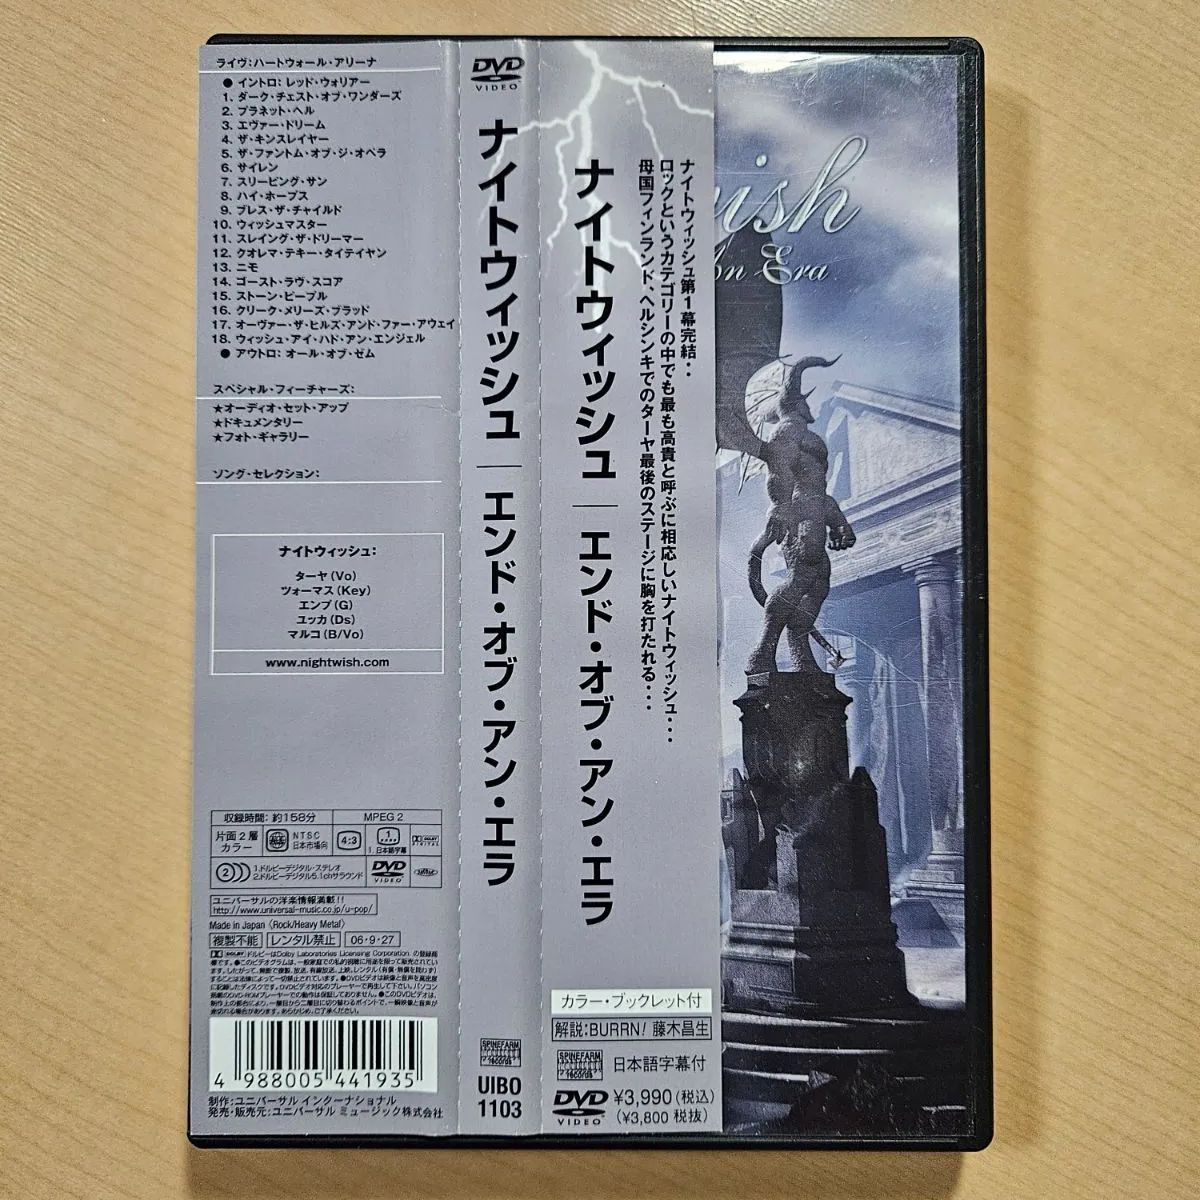 ライヴ:ハートウォール・アリーナ
● イントロ: レッド・ウォリアー
1. ダーク・チェスト・オブ・ワンダーズ
2. プラネット・ヘル
3. エヴァー・ドリーム
4. ザ・キンスレイヤー
5. ザ・ファントム・オブ・ジ・オペラ
6. サイレン
7. スリーピング・サン
8. ハイ・ホープス
9. ブレス・ザ・チャイルド
10. ウィッシュマスター
11. スレイング・ザ・ドリーマー
12. クオレマ・テキー・タイテイヤン
13. ニモ
14. ゴースト・ラヴ・スコア
15. ストーン・ピープル
16. クリーク・メリーズ・ブラッド
17. オーヴァー・ザ・ヒルズ・アンド・ファー・アウェイ
18. ウィッシュ・アイ・ハド・アン・エンジェル
● アウトロ: オール・オブ・ゼム
スペシャル・フィーチャーズ:
★オーディオ・セット・アップ
★ドキュメンタリー
★フォト・ギャラリー
ソング・セレクション:
ナイトウィッシュ:
ターヤ(Vo)
ツォーマス(Key)
エンプ(G)
ユッカ(Ds)
マルコ(B/Vo)
www.nightwish.com
収録時間: 約158分
MPEG 2
片面2層
カラー
NTSC
日本市場向
4:3
1
1. 日本語字幕
DOLBY
DIGITAL
2
1.ドルビーデジタル・ステレオ
2.ドルビーデジタル5.1chサラウンド
DVD
VIDEO
ユニバーサルの洋楽情報満載!!
http://www.universal-music.co.jp/u-pop/
Made in Japan 〈Rock/Heavy Metal〉
複製不能
レンタル禁止
06・9・27
4 988005 441935
制作:ユニバーサル インターナショナル
発売・販売元:ユニバーサル ミュージック株式会社
DVD
VIDEO
ナイトウィッシュ
エンド・オブ・アン・エラ
SPINEFARM
records
UIBO
1103
ナイトウィッシュ
エンド・オブ・アン・エラ
ナイトウィッシュ第1幕完結・・
ロックというカテゴリーの中でも最も高貴と呼ぶに相応しいナイトウィッシュ・・・
母国フィンランド、ヘルシンキでのターヤ最後のステージに胸を打たれる・・・
カラー・ブックレット付
解説:BURRN! 藤木昌生
SPINEFARM
records
日本語字幕付
DVD
VIDEO
¥3,990(税込)
(¥3,800 税抜)
wish
An Era